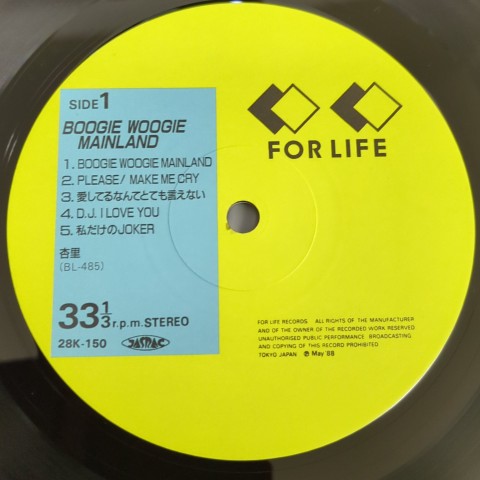 SIDE 1
BOOGIE WOOGIE
MAINLAND
1. BOOGIE WOOGIE MAINLAND
2. PLEASE/ MAKE ME CRY
3. 愛してるなんてとても言えない
4. D.J. I LOVE YOU
5. 私だけのJOKER
杏里
(BL-485)
33 1/3 r.p.m. STEREO
28K-150 JASRAC
FOR LIFE
FOR LIFE RECORDS ALL RIGHTS OF THE MANUFACTURER
AND OF THE OWNER OF THE RECORDED WORK RESERVED
UNAUTHORISED PUBLIC PERFORMANCE BROADCASTING
AND COPYING OF THIS RECORD PROHIBITED
TOKYO JAPAN ℗ May '88